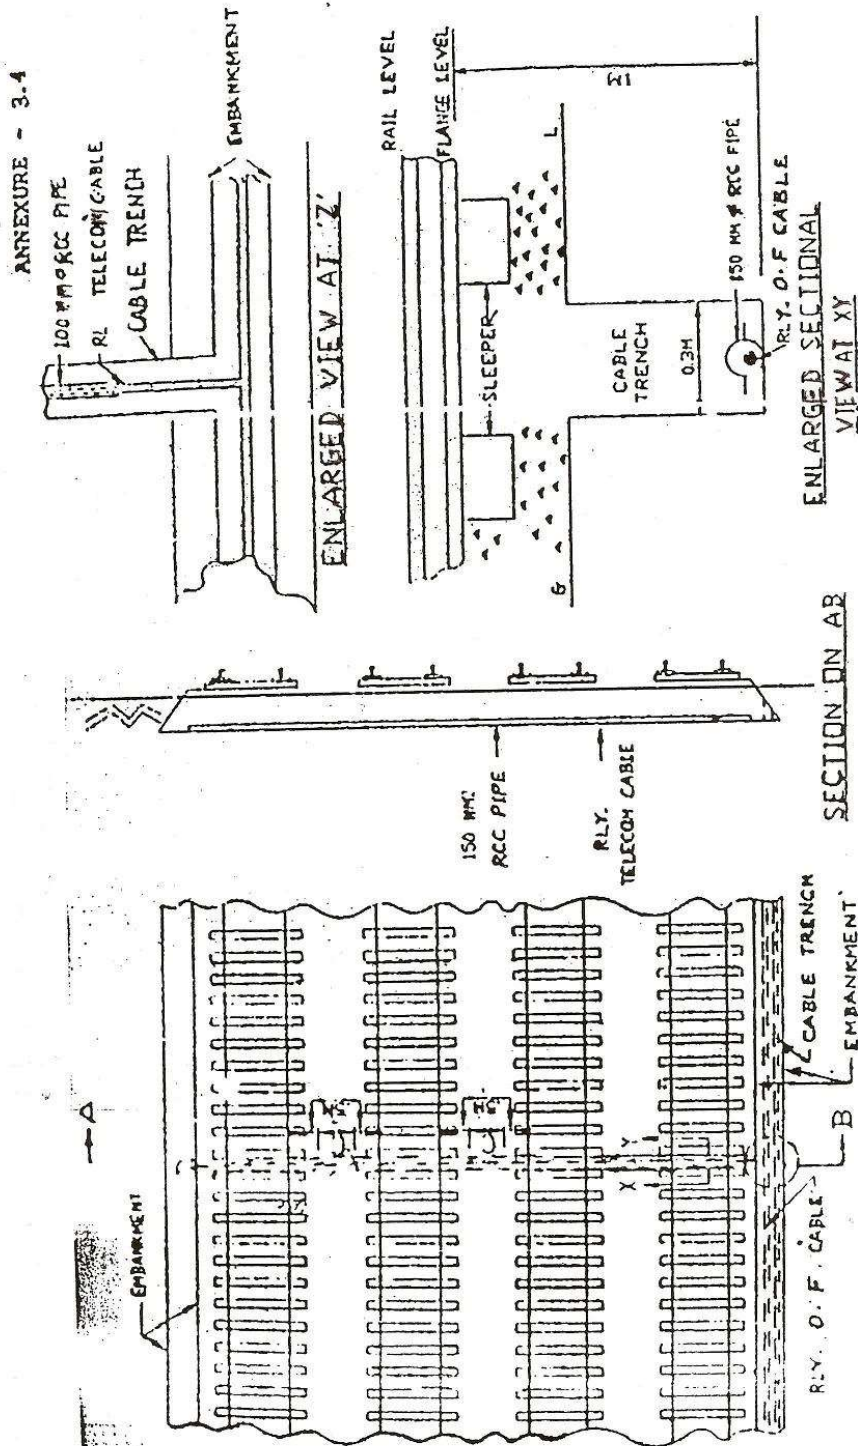 ANNEXURE - 3.4
100 MM Φ RCC PIPE
RL TELECOM CABLE
CABLE TRENCH
EMBANKMENT
ENLARGED VIEW AT 'Z'
RAIL LEVEL
FLANGE LEVEL
SLEEPER
1M
G
L
CABLE
TRENCH
0.3M
150 MM Φ RCC PIPE
RLY. O.F CABLE
ENLARGED SECTIONAL
VIEW AT XY
150 MM
RCC PIPE
RLY.
TELECOM CABLE
SECTION ON AB
A
EMBANKMENT
X
Y
RLY. O.F. CABLE
B
CABLE TRENCH
EMBANKMENT